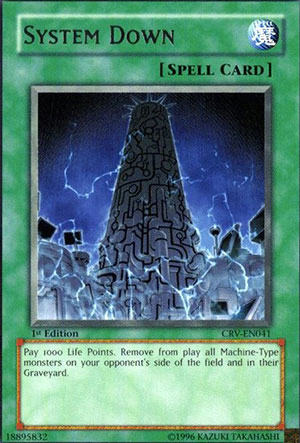 System Down
魔
[Spell Card]
1st Edition
CRV-EN041
Pay 1000 Life Points. Remove from play all Machine-Type
monsters on your opponent's side of the field and in their
Graveyard.
18895832
©1996 KAZUKI TAKAHASHI